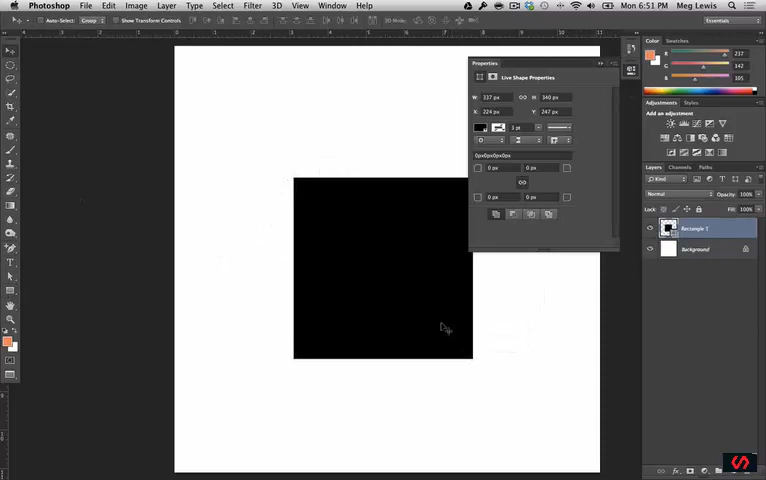 Photoshop File Edit Image Layer Type Select Filter 3D View Window Help
Mon 6:51 PM Meg Lewis
Auto-Select: Group Show Transform Controls
3D Mode:
Essentials
Properties
Live Shape Properties
W: 337 px H: 340 px
X: 224 px Y: 247 px
3 pt
0px0px0px0px
0 px 0 px
0 px 0 px
Color Swatches
R 237
G 142
B 105
Adjustments Styles
Add an adjustment
Layers Channels Paths
Kind
Normal Opacity: 100%
Lock: Fill: 100%
Rectangle 1
Background